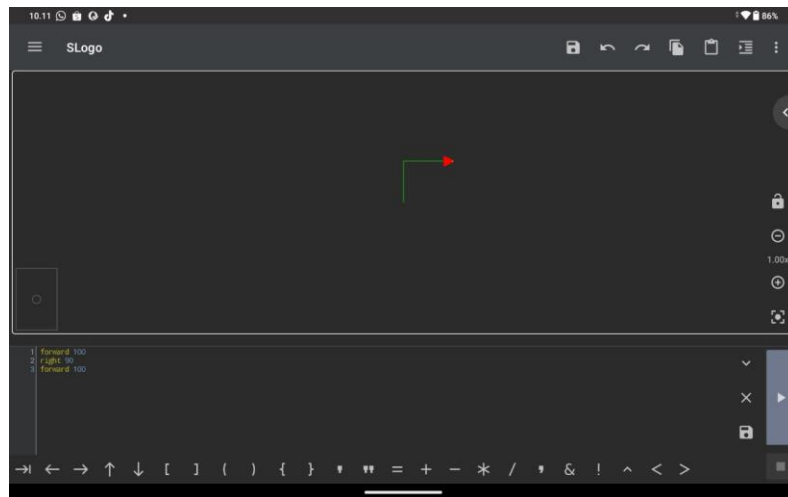 10.11
86%
SLogo
1.00x
1 forward 100
2 right 90
3 forward 100
[ ] ( ) { } ' " = + − * / , & ! ^ < >